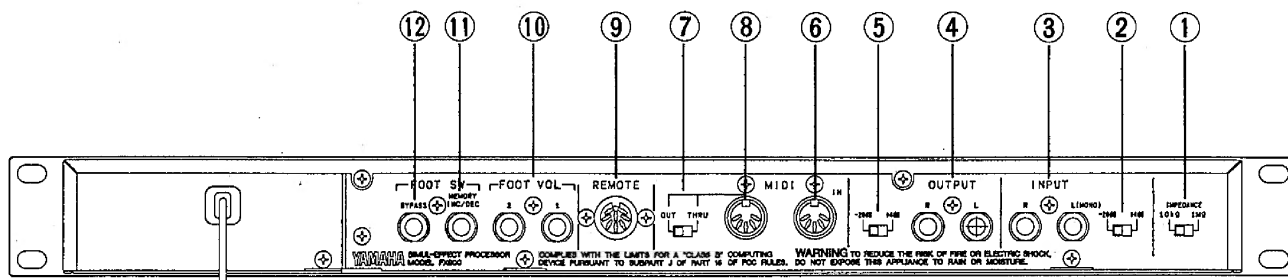 ⑫ ⑪ ⑩ ⑨ ⑦ ⑧ ⑥ ⑤ ④ ③ ② ①
FOOT SW FOOT VOL REMOTE MIDI OUTPUT INPUT
BYPASS MEMORY INC/DEC 2 1 OUT THRU IN -20dB +4dB R L R L(MONO) -20dB +4dB IMPEDANCE
10kΩ 1MΩ
YAMAHA SIMUL-EFFECT PROCESSOR COMPLIES WITH THE LIMITS FOR A "CLASS B" COMPUTING WARNING TO REDUCE THE RISK OF FIRE OR ELECTRIC SHOCK,
MODEL FX500 DEVICE PURSUANT TO SUBPART J OF PART 15 OF FCC RULES. DO NOT EXPOSE THIS APPLIANCE TO RAIN OR MOISTURE.